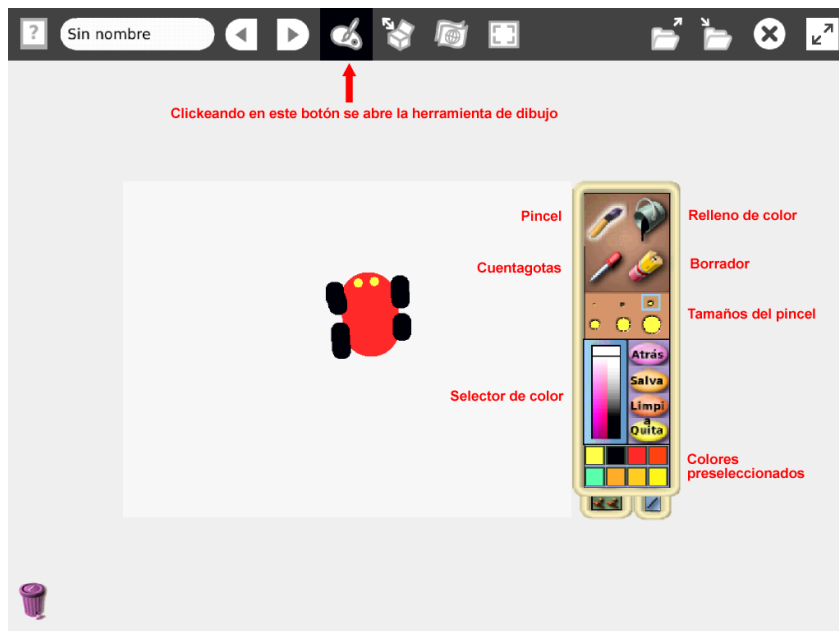 ?
Sin nombre
Clickeando en este botón se abre la herramienta de dibujo
Pincel
Relleno de color
Cuentagotas
Borrador
Tamaños del pincel
Atrás
Salva
Selector de color
Limpi
a
Quita
Colores
preseleccionados